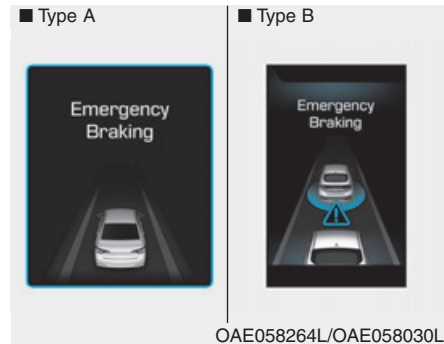 ■ Type A
■ Type B
Emergency
Braking
Emergency
Braking
OAE058264L/OAE058030L